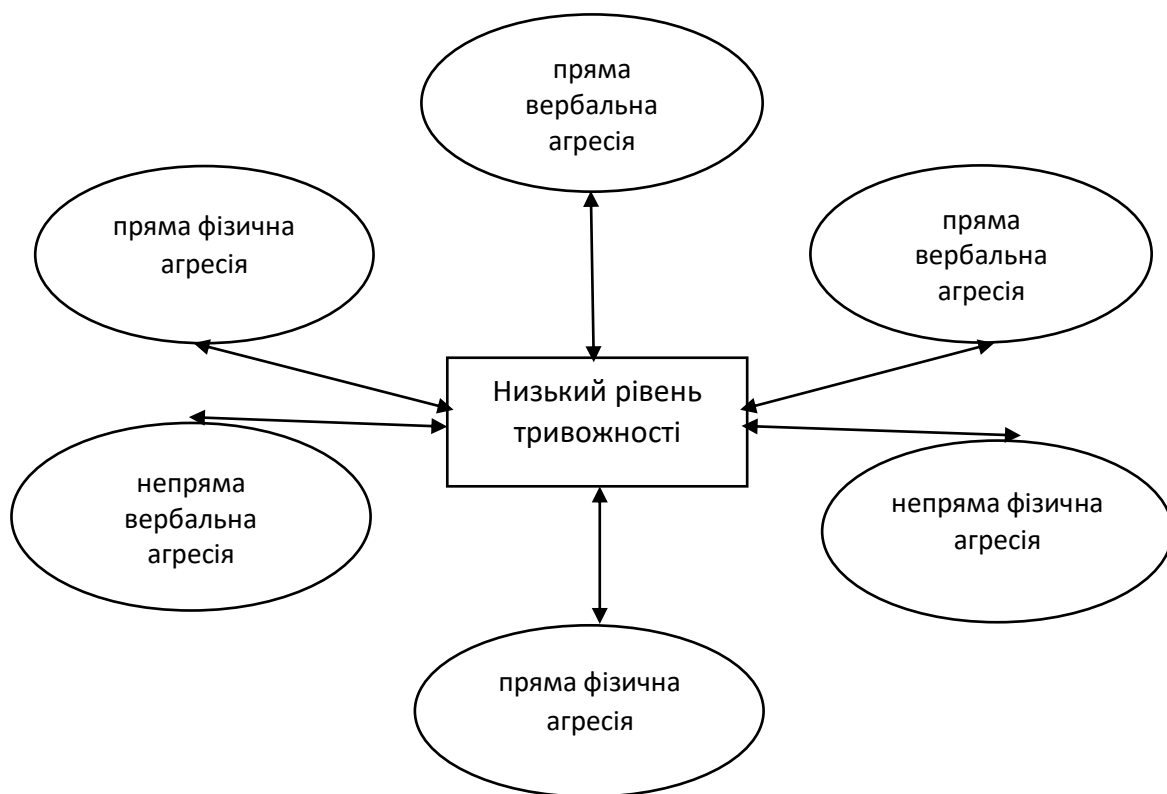 пряма
вербальна
агресія
пряма фізична
агресія
пряма
вербальна
агресія
Низький рівень
тривожності
непряма
вербальна
агресія
непряма фізична
агресія
пряма фізична
агресія